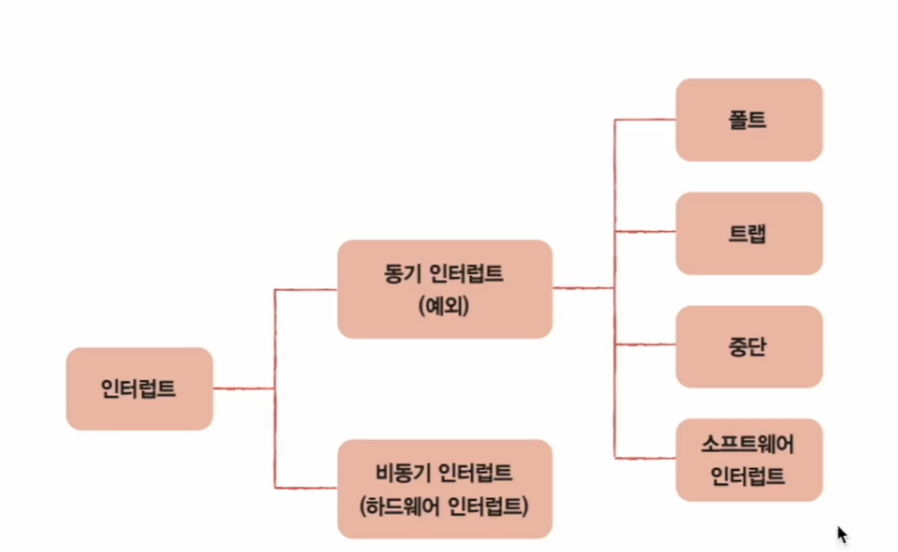 인터럽트
동기 인터럽트
(예외)
비동기 인터럽트
(하드웨어 인터럽트)
폴트
트랩
중단
소프트웨어
인터럽트